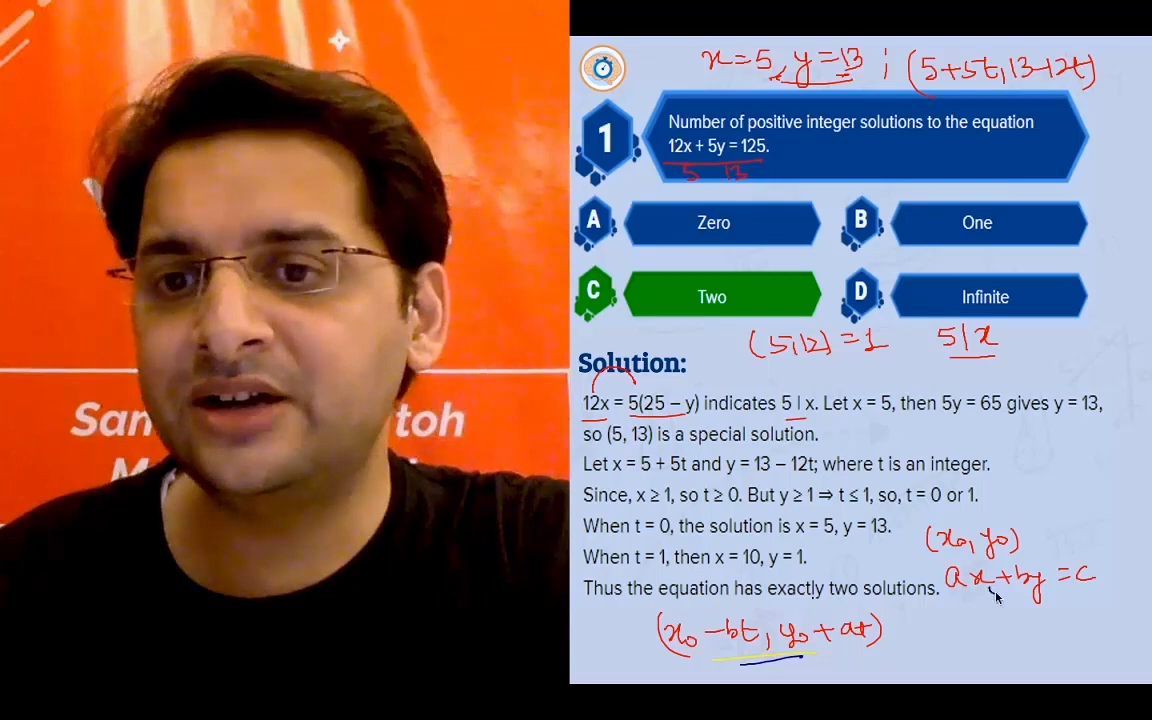 x = 5, y = 13 ; (5+5t, 13-12t)
1
Number of positive integer solutions to the equation
12x + 5y = 125.
5 13
A Zero
B One
C Two
D Infinite
(5,12) = 1 5|x
Solution:
12x = 5(25 – y) indicates 5 | x. Let x = 5, then 5y = 65 gives y = 13,
so (5, 13) is a special solution.
Let x = 5 + 5t and y = 13 – 12t; where t is an integer.
Since, x ≥ 1, so t ≥ 0. But y ≥ 1 ⇒ t ≤ 1, so, t = 0 or 1.
When t = 0, the solution is x = 5, y = 13.
(x₀, y₀)
When t = 1, then x = 10, y = 1.
ax + by = c
Thus the equation has exactly two solutions.
(x₀ - bt, y₀ + at)
San toh